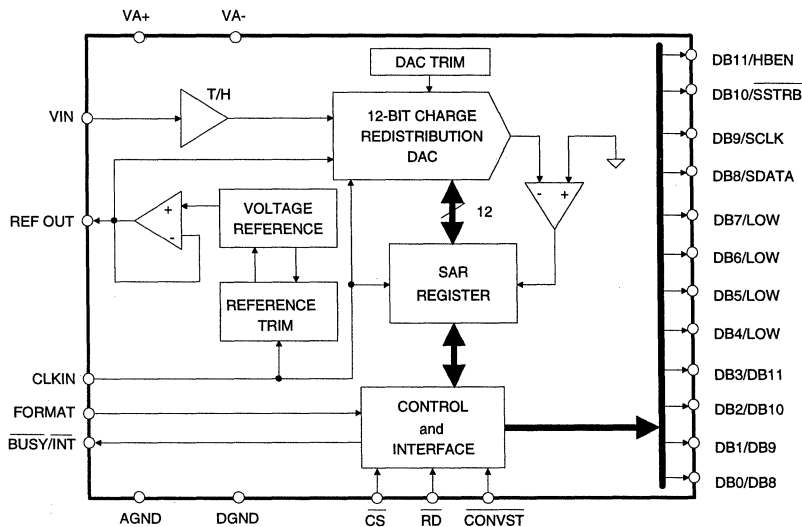 VA+ VA-
DAC TRIM
DB11/HBEN
T/H
DB10/SSTRB
VIN
12-BIT CHARGE
REDISTRIBUTION
DAC
DB9/SCLK
DB8/SDATA
- +
REF OUT
+
-
VOLTAGE
REFERENCE
12
DB7/LOW
SAR
REGISTER
DB6/LOW
REFERENCE
TRIM
DB5/LOW
DB4/LOW
CLKIN
DB3/DB11
FORMAT
CONTROL
and
INTERFACE
DB2/DB10
BUSY/INT
DB1/DB9
DB0/DB8
AGND DGND CS RD CONVST